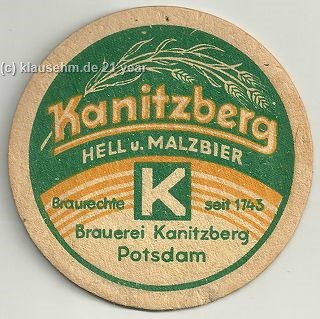 (c) klausehm.de 21 year
Kanitzberg
HELL u. MALZBIER
K
Braurechte seit 1743
Brauerei Kanitzberg
Potsdam